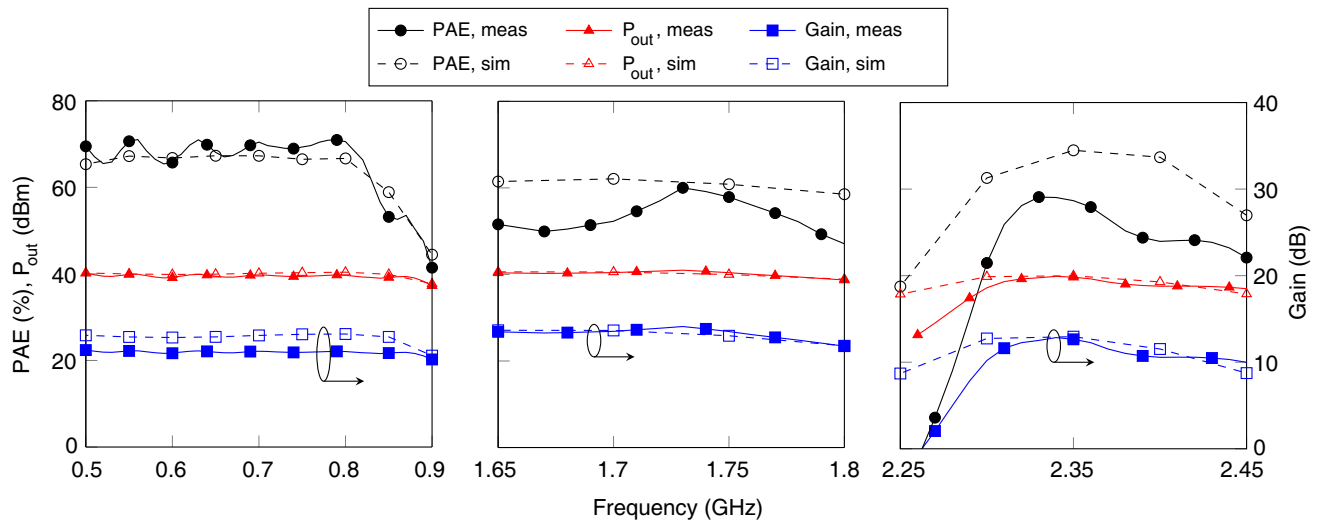 PAE, meas P_out, meas Gain, meas
PAE, sim P_out, sim Gain, sim
PAE (%), P_out (dBm)
80
60
40
20
0
0.5 0.6 0.7 0.8 0.9
1.65 1.7 1.75 1.8
2.25 2.35 2.45
40
30
20
10
0
Gain (dB)
Frequency (GHz)